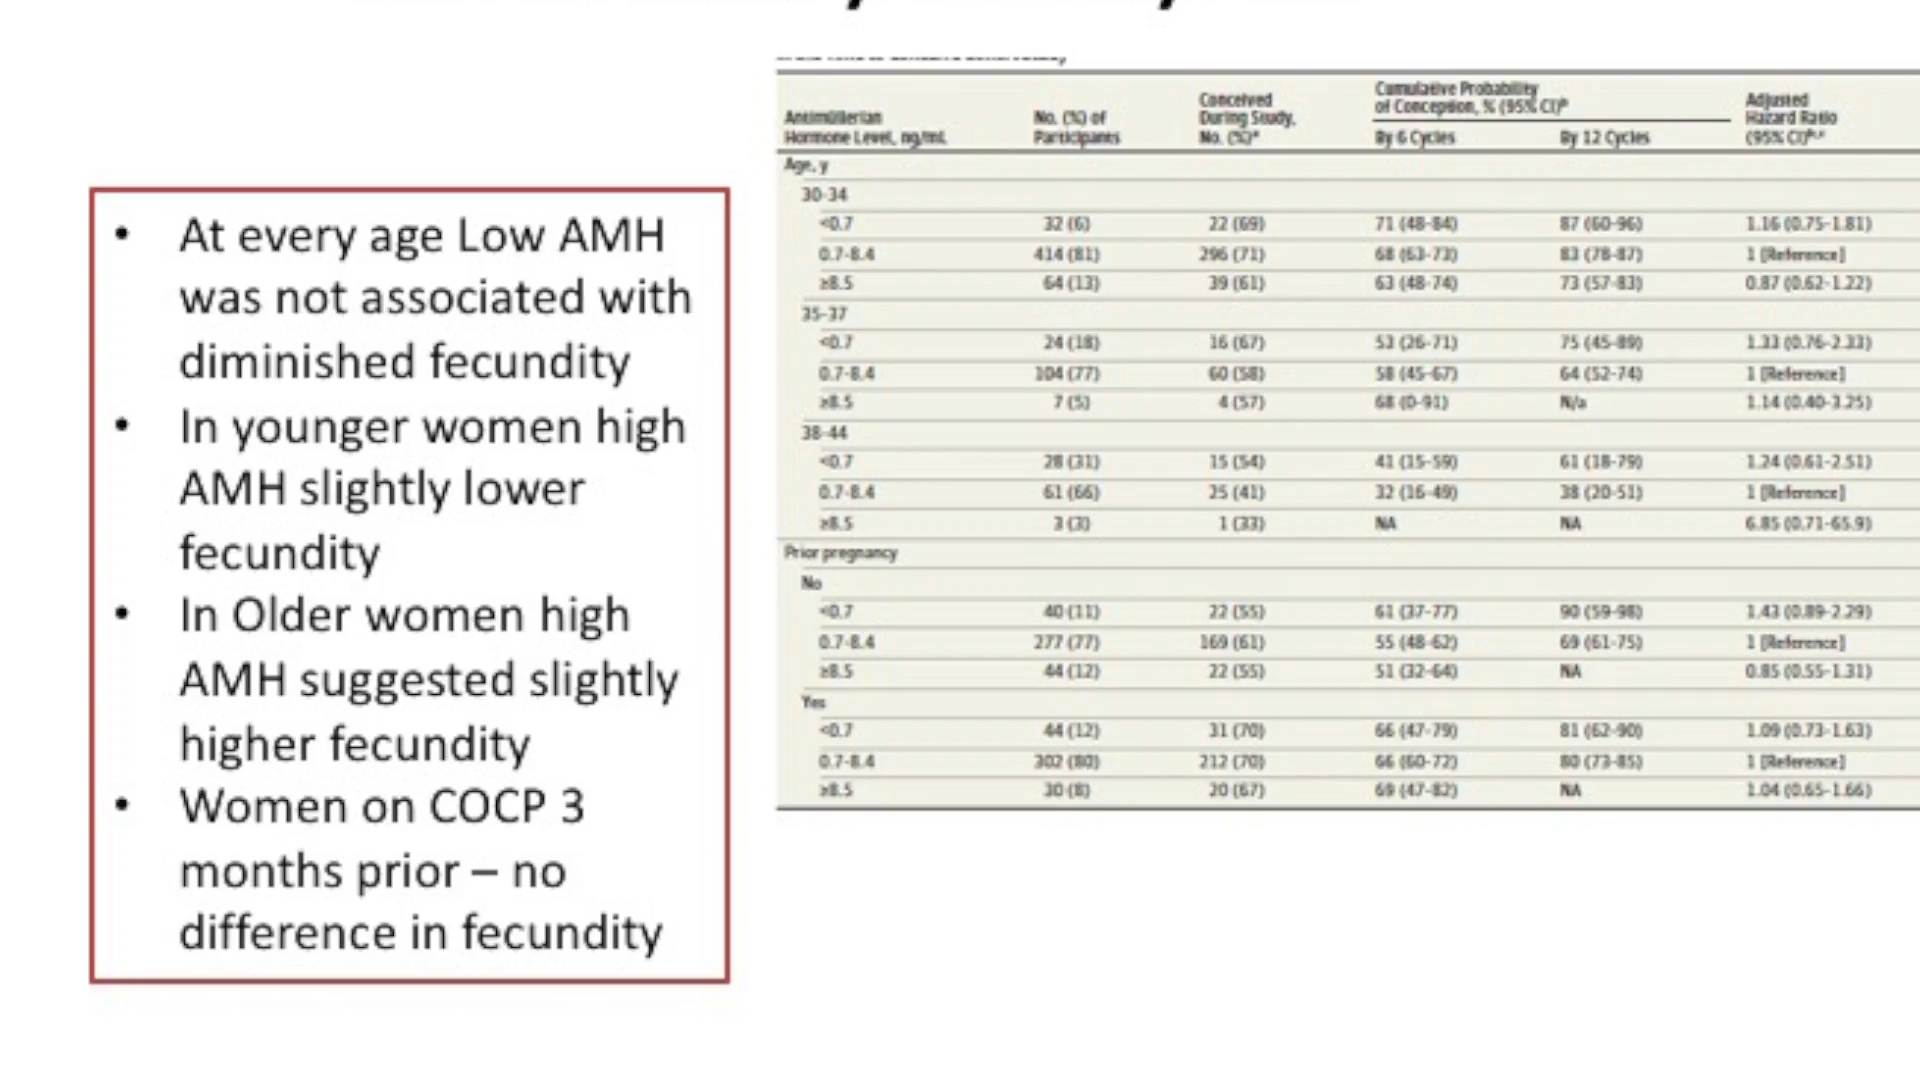 • At every age Low AMH
was not associated with
diminished fecundity
• In younger women high
AMH slightly lower
fecundity
• In Older women high
AMH suggested slightly
higher fecundity
• Women on COCP 3
months prior – no
difference in fecundity
Antimüllerian Hormone Level, ng/mL No. (%) of Participants Conceived During Study, No. (%)ᵃ Cumulative Probability of Conception, % (95% CI)ᵇ Adjusted Hazard Ratio (95% CI)ᵇ,ᶜ
By 6 Cycles By 12 Cycles
Age, y
30-34
<0.7 32 (6) 22 (69) 71 (48-84) 87 (60-96) 1.16 (0.75-1.81)
0.7-8.4 414 (81) 296 (71) 68 (63-73) 83 (78-87) 1 [Reference]
≥8.5 64 (13) 39 (61) 63 (48-74) 73 (57-83) 0.87 (0.62-1.22)
35-37
<0.7 24 (18) 16 (67) 53 (26-71) 75 (45-89) 1.33 (0.76-2.33)
0.7-8.4 104 (77) 60 (58) 58 (45-67) 64 (52-74) 1 [Reference]
≥8.5 7 (5) 4 (57) 68 (0-91) N/a 1.14 (0.40-3.25)
38-44
<0.7 28 (31) 15 (54) 41 (15-59) 61 (18-79) 1.24 (0.61-2.51)
0.7-8.4 61 (66) 25 (41) 32 (16-49) 38 (20-51) 1 [Reference]
≥8.5 3 (3) 1 (33) NA NA 6.85 (0.71-65.9)
Prior pregnancy
No
<0.7 40 (11) 22 (55) 61 (37-77) 90 (59-98) 1.43 (0.89-2.29)
0.7-8.4 277 (77) 169 (61) 55 (48-62) 69 (61-75) 1 [Reference]
≥8.5 44 (12) 22 (55) 51 (32-64) NA 0.85 (0.55-1.31)
Yes
<0.7 44 (12) 31 (70) 66 (47-79) 81 (62-90) 1.09 (0.73-1.63)
0.7-8.4 302 (80) 212 (70) 66 (60-72) 80 (73-85) 1 [Reference]
≥8.5 30 (8) 20 (67) 69 (47-82) NA 1.04 (0.65-1.66)